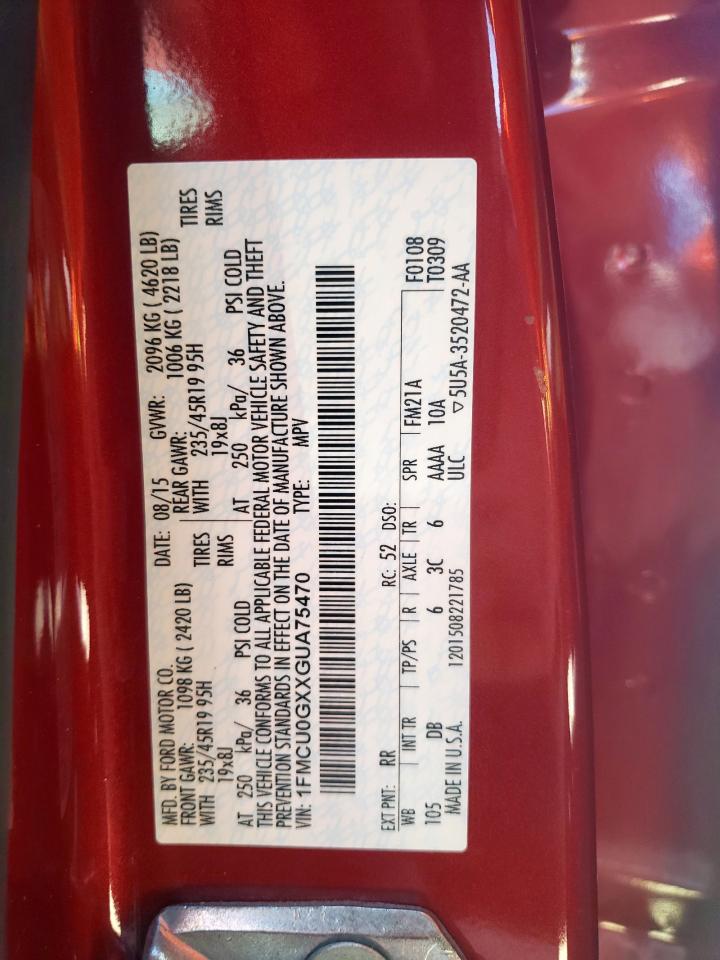 MFD. BY FORD MOTOR CO.
DATE: 08/15 GVWR: 2096 KG ( 4620 LB)
FRONT GAWR: 1098 KG ( 2420 LB) REAR GAWR: 1006 KG ( 2218 LB)
WITH 235/45R19 95H TIRES WITH 235/45R19 95H TIRES
19x8J RIMS 19x8J RIMS
AT 250 kPa/ 36 PSI COLD AT 250 kPa/ 36 PSI COLD
THIS VEHICLE CONFORMS TO ALL APPLICABLE FEDERAL MOTOR VEHICLE SAFETY AND THEFT
PREVENTION STANDARDS IN EFFECT ON THE DATE OF MANUFACTURE SHOWN ABOVE.
VIN: 1FMCU0GXXGUA75470 TYPE: MPV
EXT PNT: RR RC: 52 DSO: F0108
WB INT TR TP/PS R AXLE TR SPR FM21A T0309
105 DB 6 3C 6 AAAA 10A
MADE IN U.S.A. 1201508221785 ULC ▽5U5A-3520472-AA